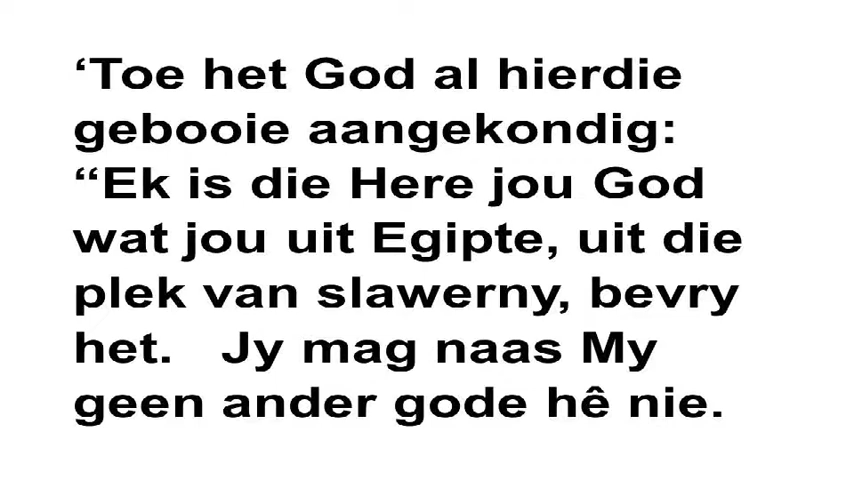 ‘Toe het God al hierdie
gebooie aangekondig:
“Ek is die Here jou God
wat jou uit Egipte, uit die
plek van slawerny, bevry
het.   Jy mag naas My
geen ander gode hê nie.